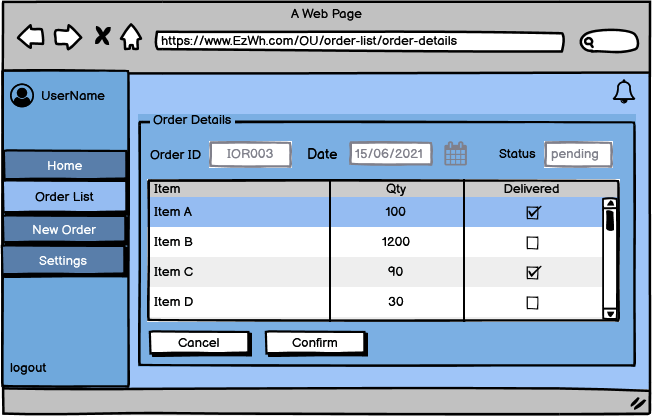 A Web Page
https://www.EzWh.com/OU/order-list/order-details
UserName
Home
Order List
New Order
Settings
logout
Order Details
Order ID IOR003 Date 15/06/2021 Status pending
Item Qty Delivered
Item A 100
Item B 1200
Item C 90
Item D 30
Cancel Confirm